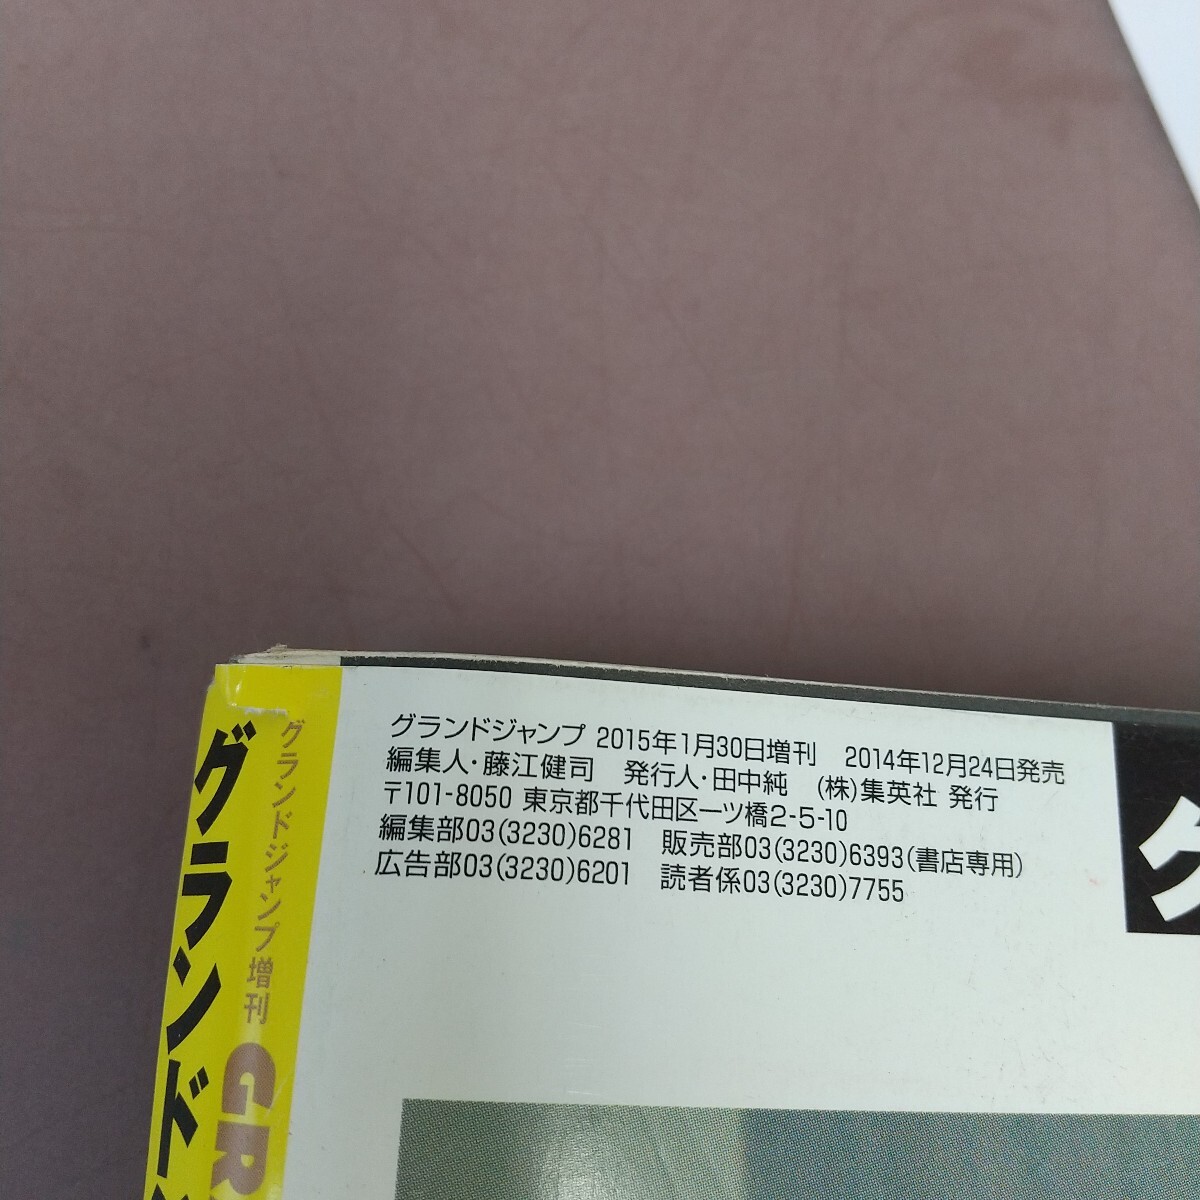 グランドジャンプ 2015年1月30日増刊　2014年12月24日発売
編集人・藤江健司　発行人・田中純　(株)集英社 発行
〒101-8050 東京都千代田区一ツ橋2-5-10
編集部03(3230)6281　販売部03(3230)6393(書店専用)
広告部03(3230)6201　読者係03(3230)7755
グランドジャンプ増刊
グランド
GR